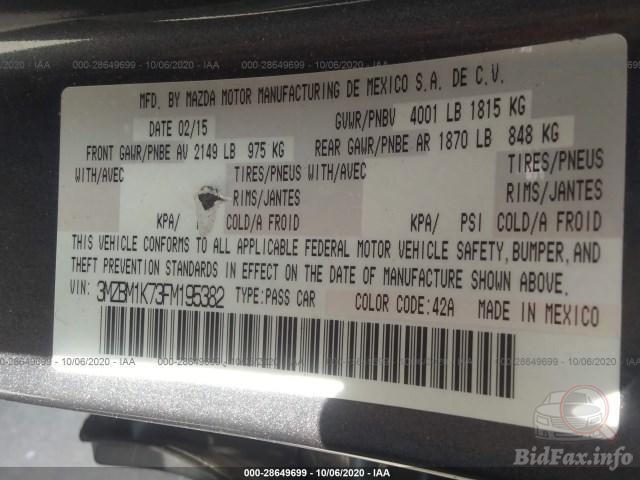 000-28649699 • 10/06/2020 - IAA
MFD. BY MAZDA MOTOR MANUFACTURING DE MEXICO S.A. DE C.V.
DATE 02/15 GVWR/PNBV 4001 LB 1815 KG
FRONT GAWR/PNBE AV 2149 LB 975 KG REAR GAWR/PNBE AR 1870 LB 848 KG
WITH/AVEC TIRES/PNEUS WITH/AVEC TIRES/PNEUS
RIMS/JANTES RIMS/JANTES
KPA/ COLD/A FROID KPA/ PSI COLD/A FROID
THIS VEHICLE CONFORMS TO ALL APPLICABLE FEDERAL MOTOR VEHICLE SAFETY, BUMPER, AND
THEFT PREVENTION STANDARDS IN EFFECT ON THE DATE OF MANUFACTURE SHOWN ABOVE.
VIN: 3MZBM1K73FM195382 TYPE:PASS CAR COLOR CODE:42A MADE IN MEXICO
000-28649699 • 10/06/2020 - IAA
BidFax.info